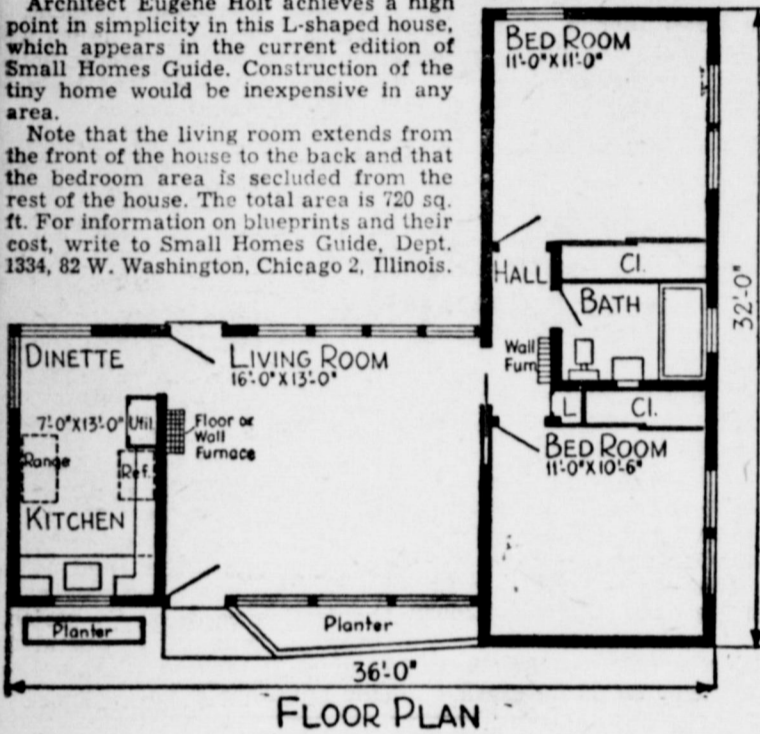 Architect Eugene Holt achieves a high
point in simplicity in this L-shaped house,
which appears in the current edition of
Small Homes Guide. Construction of the
tiny home would be inexpensive in any
area.
Note that the living room extends from
the front of the house to the back and that
the bedroom area is secluded from the
rest of the house. The total area is 720 sq.
ft. For information on blueprints and their
cost, write to Small Homes Guide, Dept.
1334, 82 W. Washington, Chicago 2, Illinois.
BED ROOM
11'-0"X11'-0"
HALL
Cl.
BATH
32'-0"
Wall
Furn
DINETTE
LIVING ROOM
16'-0"X13'-0"
7'-0"X13'-0"
Util.
Floor or
Wall
Furnace
L
Cl.
Range
Ref.
BED ROOM
11'-0"X10'-6"
KITCHEN
Planter
Planter
36'-0"
FLOOR PLAN